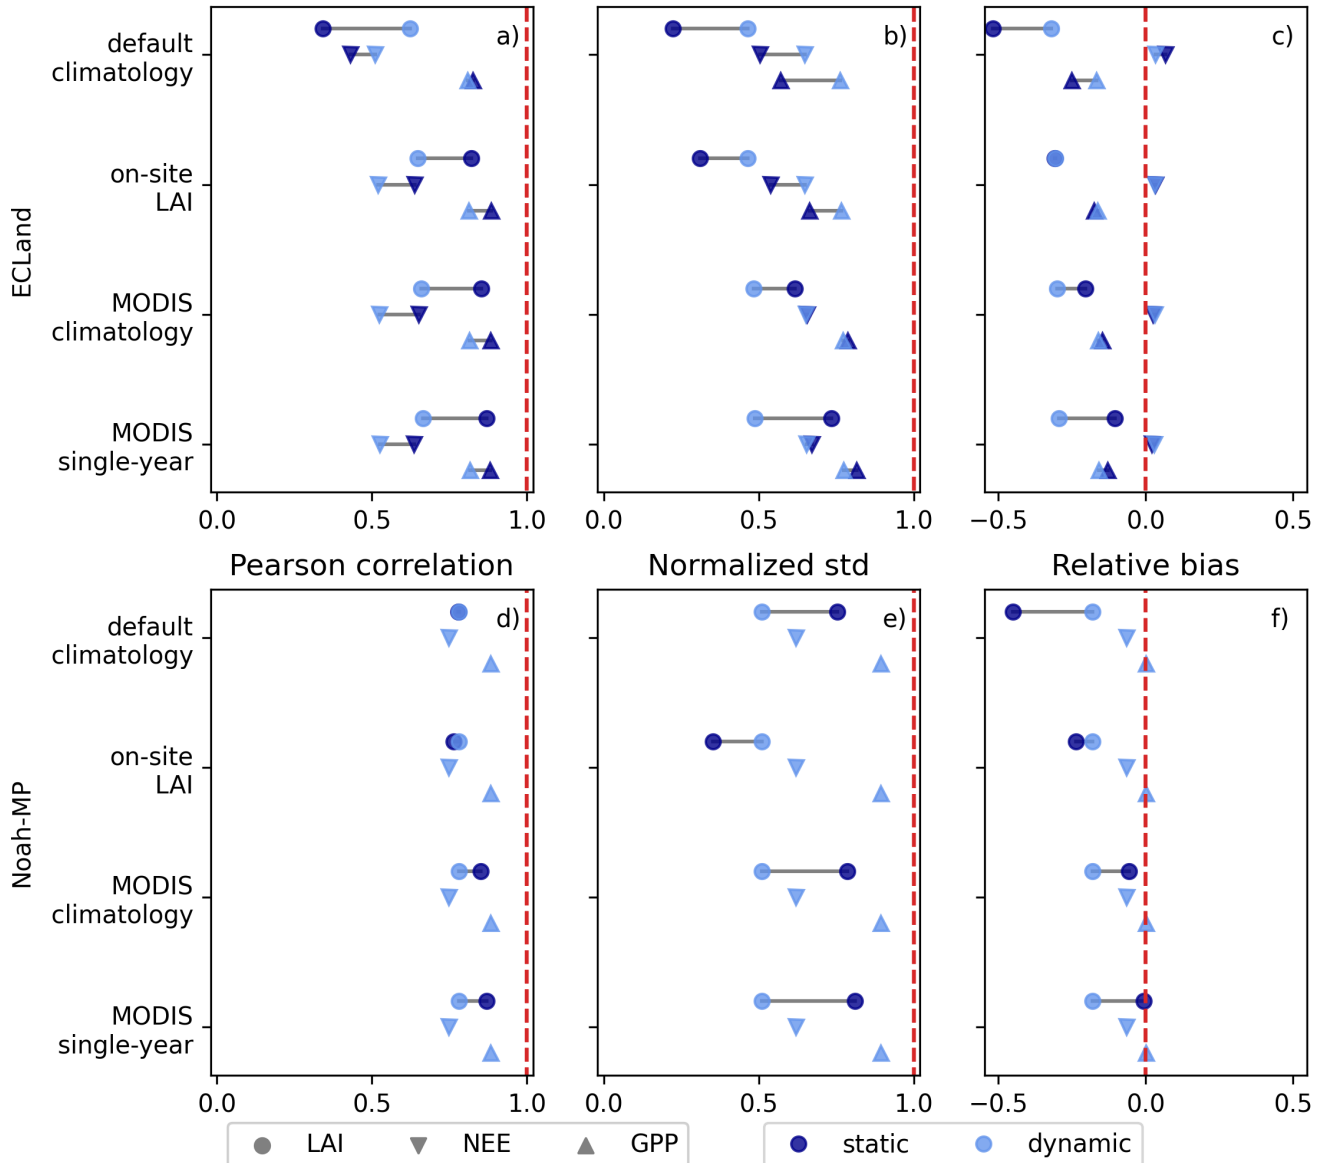 a)
b)
c)
default
climatology
on-site
LAI
MODIS
climatology
MODIS
single-year
ECLand
0.0 0.5 1.0
0.0 0.5 1.0
−0.5 0.0 0.5
Pearson correlation
Normalized std
Relative bias
d)
e)
f)
default
climatology
on-site
LAI
MODIS
climatology
MODIS
single-year
Noah-MP
0.0 0.5 1.0
0.0 0.5 1.0
−0.5 0.0 0.5
LAI NEE GPP
static dynamic